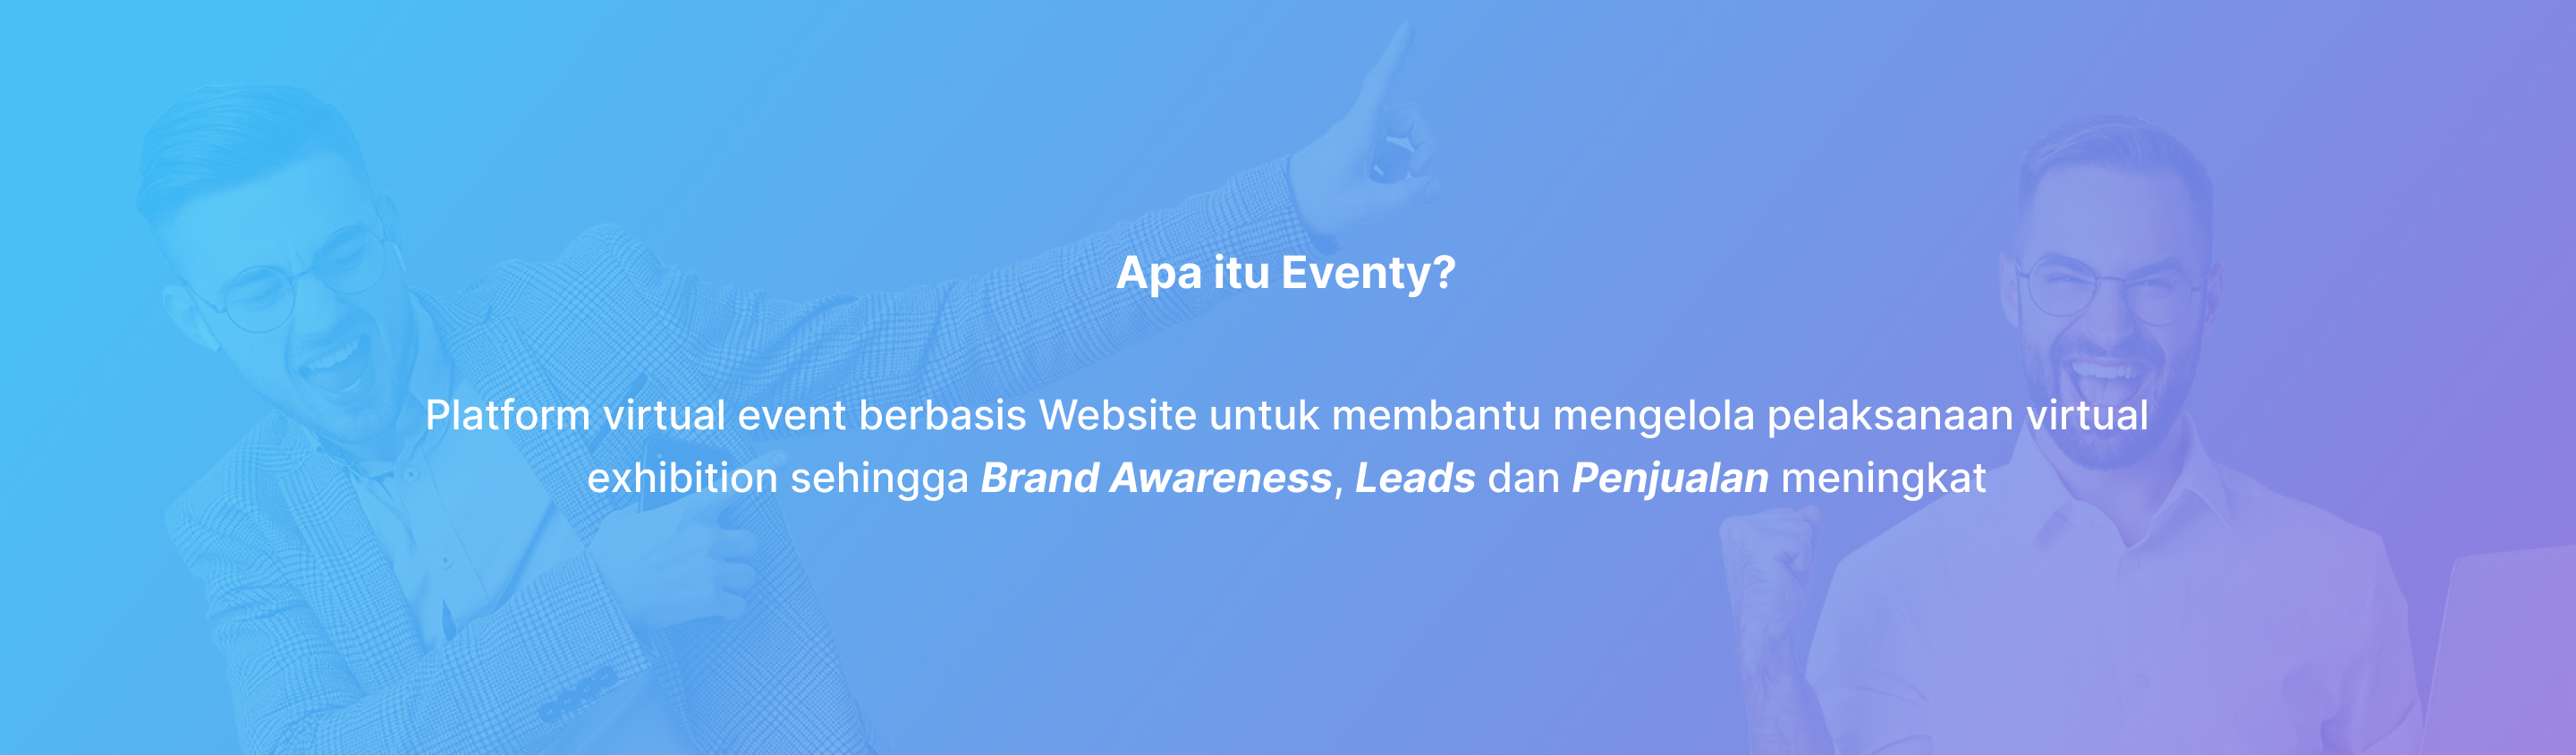 Apa itu Eventy?
Platform virtual event berbasis Website untuk membantu mengelola pelaksanaan virtual
exhibition sehingga Brand Awareness, Leads dan Penjualan meningkat